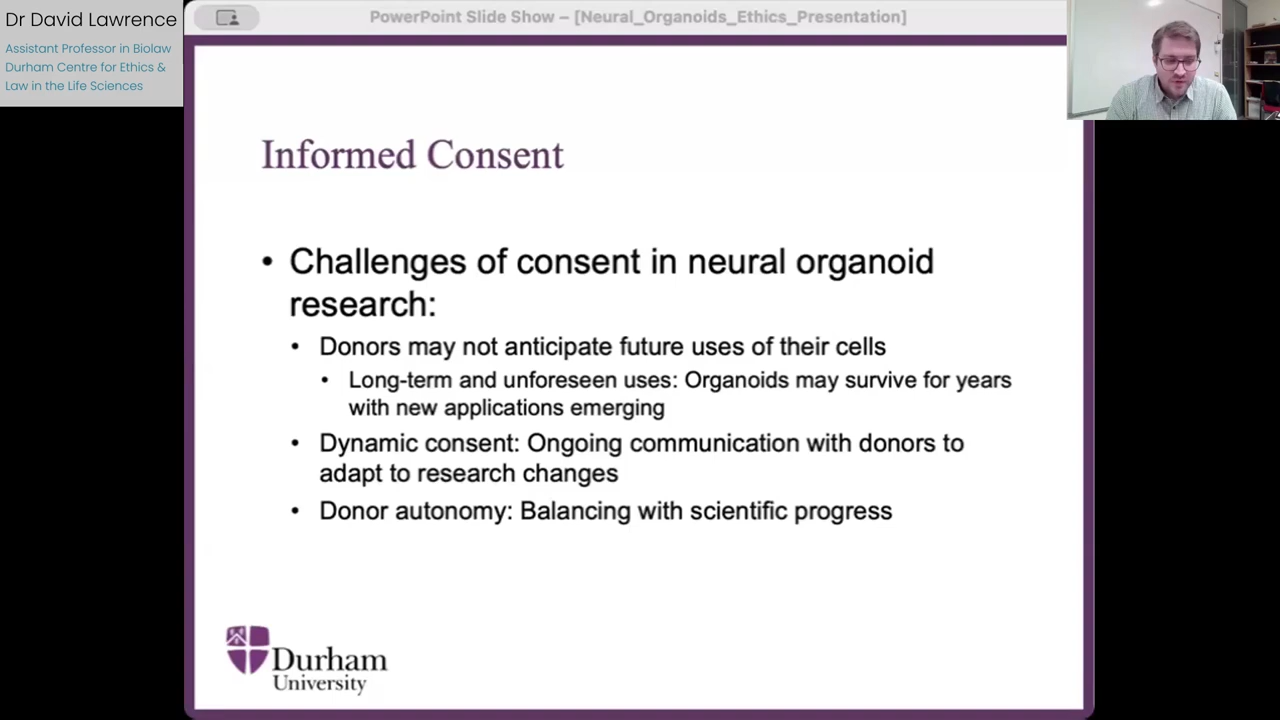 Dr David Lawrence
Assistant Professor in Biolaw
Durham Centre for Ethics &
Law in the Life Sciences
PowerPoint Slide Show – [Neural_Organoids_Ethics_Presentation]
Informed Consent
• Challenges of consent in neural organoid
research:
• Donors may not anticipate future uses of their cells
• Long-term and unforeseen uses: Organoids may survive for years
with new applications emerging
• Dynamic consent: Ongoing communication with donors to
adapt to research changes
• Donor autonomy: Balancing with scientific progress
Durham
University